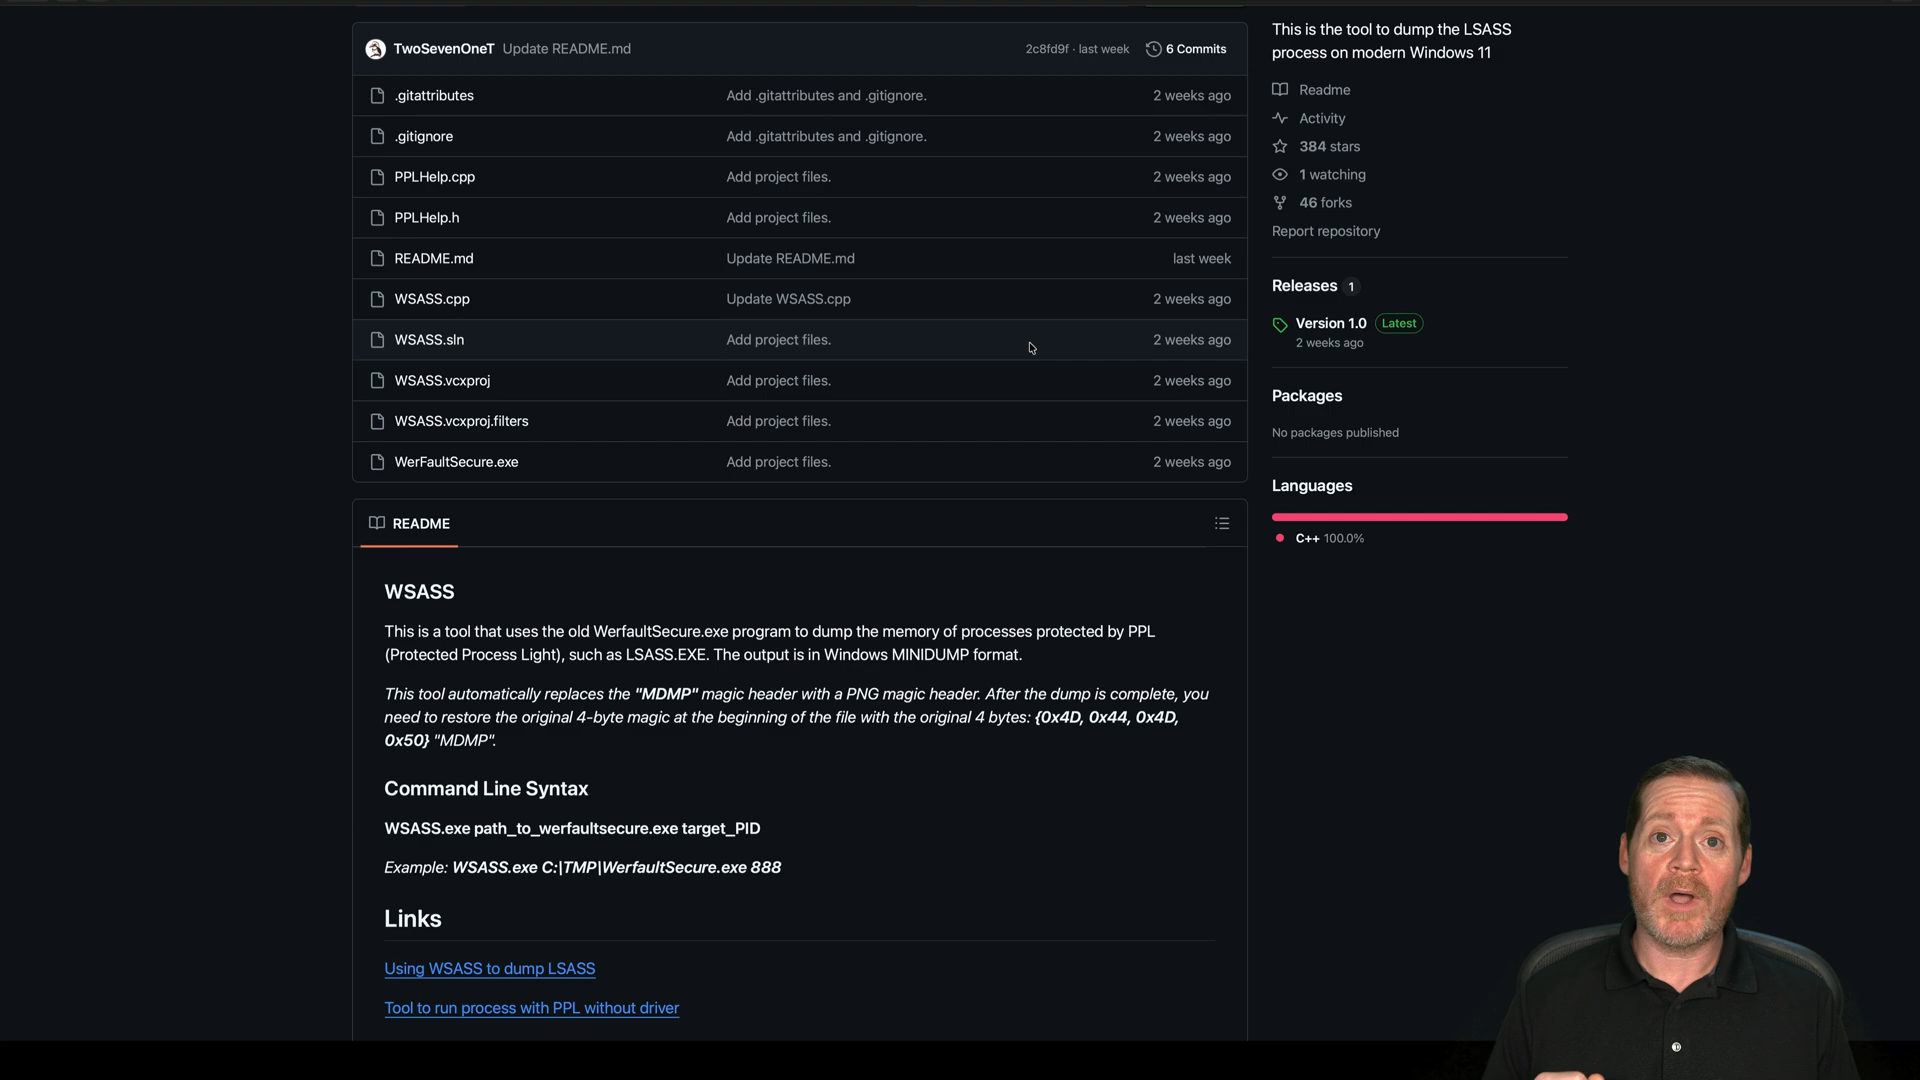 TwoSevenOneT Update README.md 2c8fd9f · last week 6 Commits
.gitattributes Add .gitattributes and .gitignore. 2 weeks ago
.gitignore Add .gitattributes and .gitignore. 2 weeks ago
PPLHelp.cpp Add project files. 2 weeks ago
PPLHelp.h Add project files. 2 weeks ago
README.md Update README.md last week
WSASS.cpp Update WSASS.cpp 2 weeks ago
WSASS.sln Add project files. 2 weeks ago
WSASS.vcxproj Add project files. 2 weeks ago
WSASS.vcxproj.filters Add project files. 2 weeks ago
WerFaultSecure.exe Add project files. 2 weeks ago
README
WSASS
This is a tool that uses the old WerfaultSecure.exe program to dump the memory of processes protected by PPL
(Protected Process Light), such as LSASS.EXE. The output is in Windows MINIDUMP format.
This tool automatically replaces the "MDMP" magic header with a PNG magic header. After the dump is complete, you
need to restore the original 4-byte magic at the beginning of the file with the original 4 bytes: {0x4D, 0x44, 0x4D,
0x50} "MDMP".
Command Line Syntax
WSASS.exe path_to_werfaultsecure.exe target_PID
Example: WSASS.exe C:|TMP|WerfaultSecure.exe 888
Links
Using WSASS to dump LSASS
Tool to run process with PPL without driver
This is the tool to dump the LSASS
process on modern Windows 11
Readme
Activity
384 stars
1 watching
46 forks
Report repository
Releases 1
Version 1.0 Latest
2 weeks ago
Packages
No packages published
Languages
C++ 100.0%